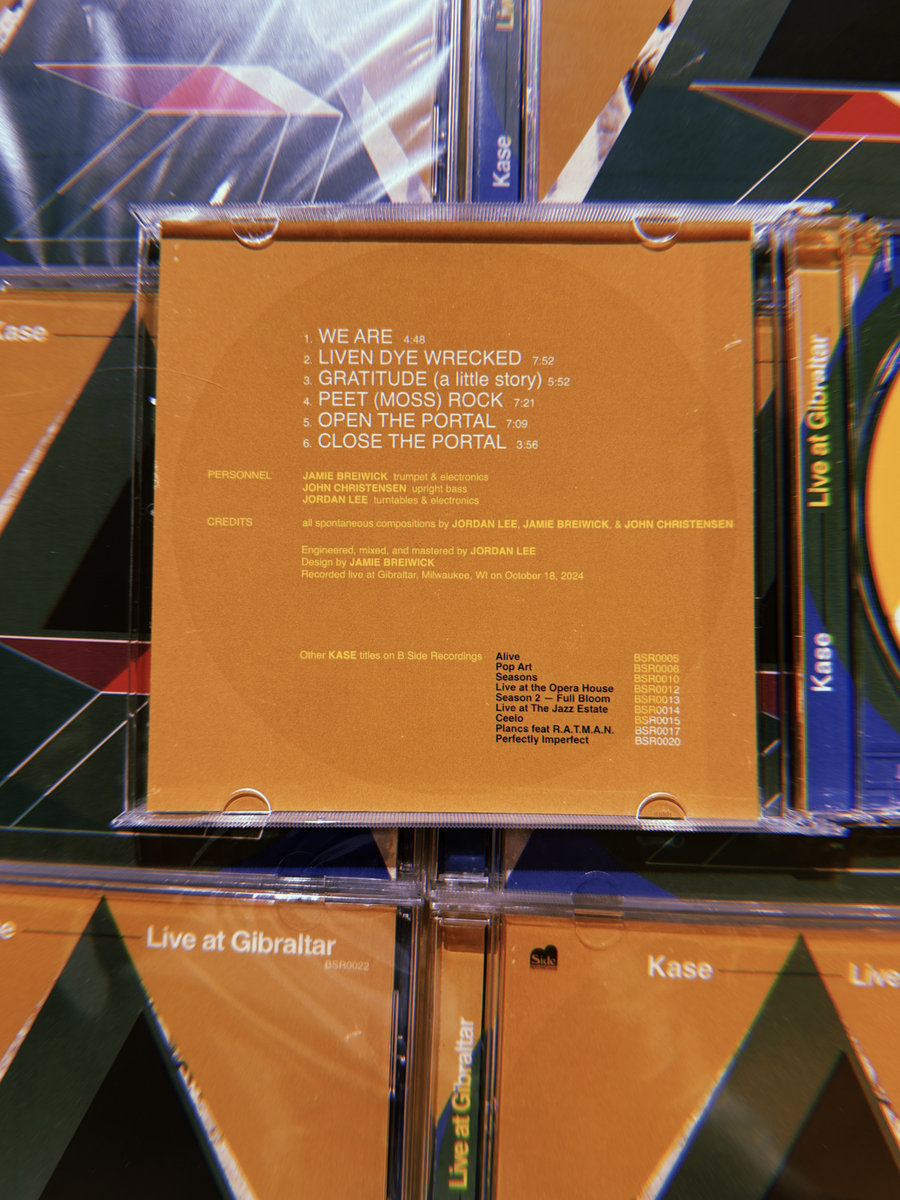 Live
Kase
Kase
1. WE ARE 4:48
2. LIVEN DYE WRECKED 7:52
3. GRATITUDE (a little story) 5:52
4. PEET (MOSS) ROCK 7:21
5. OPEN THE PORTAL 7:09
6. CLOSE THE PORTAL 3:56
PERSONNEL JAMIE BREIWICK trumpet & electronics
JOHN CHRISTENSEN upright bass
JORDAN LEE turntables & electronics
CREDITS all spontaneous compositions by JORDAN LEE, JAMIE BREIWICK, & JOHN CHRISTENSEN
Engineered, mixed, and mastered by JORDAN LEE
Design by JAMIE BREIWICK
Recorded live at Gibraltar, Milwaukee, WI on October 18, 2024
Other KASE titles on B Side Recordings Alive BSR0005
Pop Art BSR0006
Seasons BSR0010
Live at the Opera House BSR0012
Season 2 — Full Bloom BSR0013
Live at The Jazz Estate BSR0014
Ceelo BSR0015
Plancs feat R.A.T.M.A.N. BSR0017
Perfectly Imperfect BSR0020
Live at Gibraltar
Kase
Live at Gibraltar
BSR0022
Side
Kase
Live
Live at Gibraltar